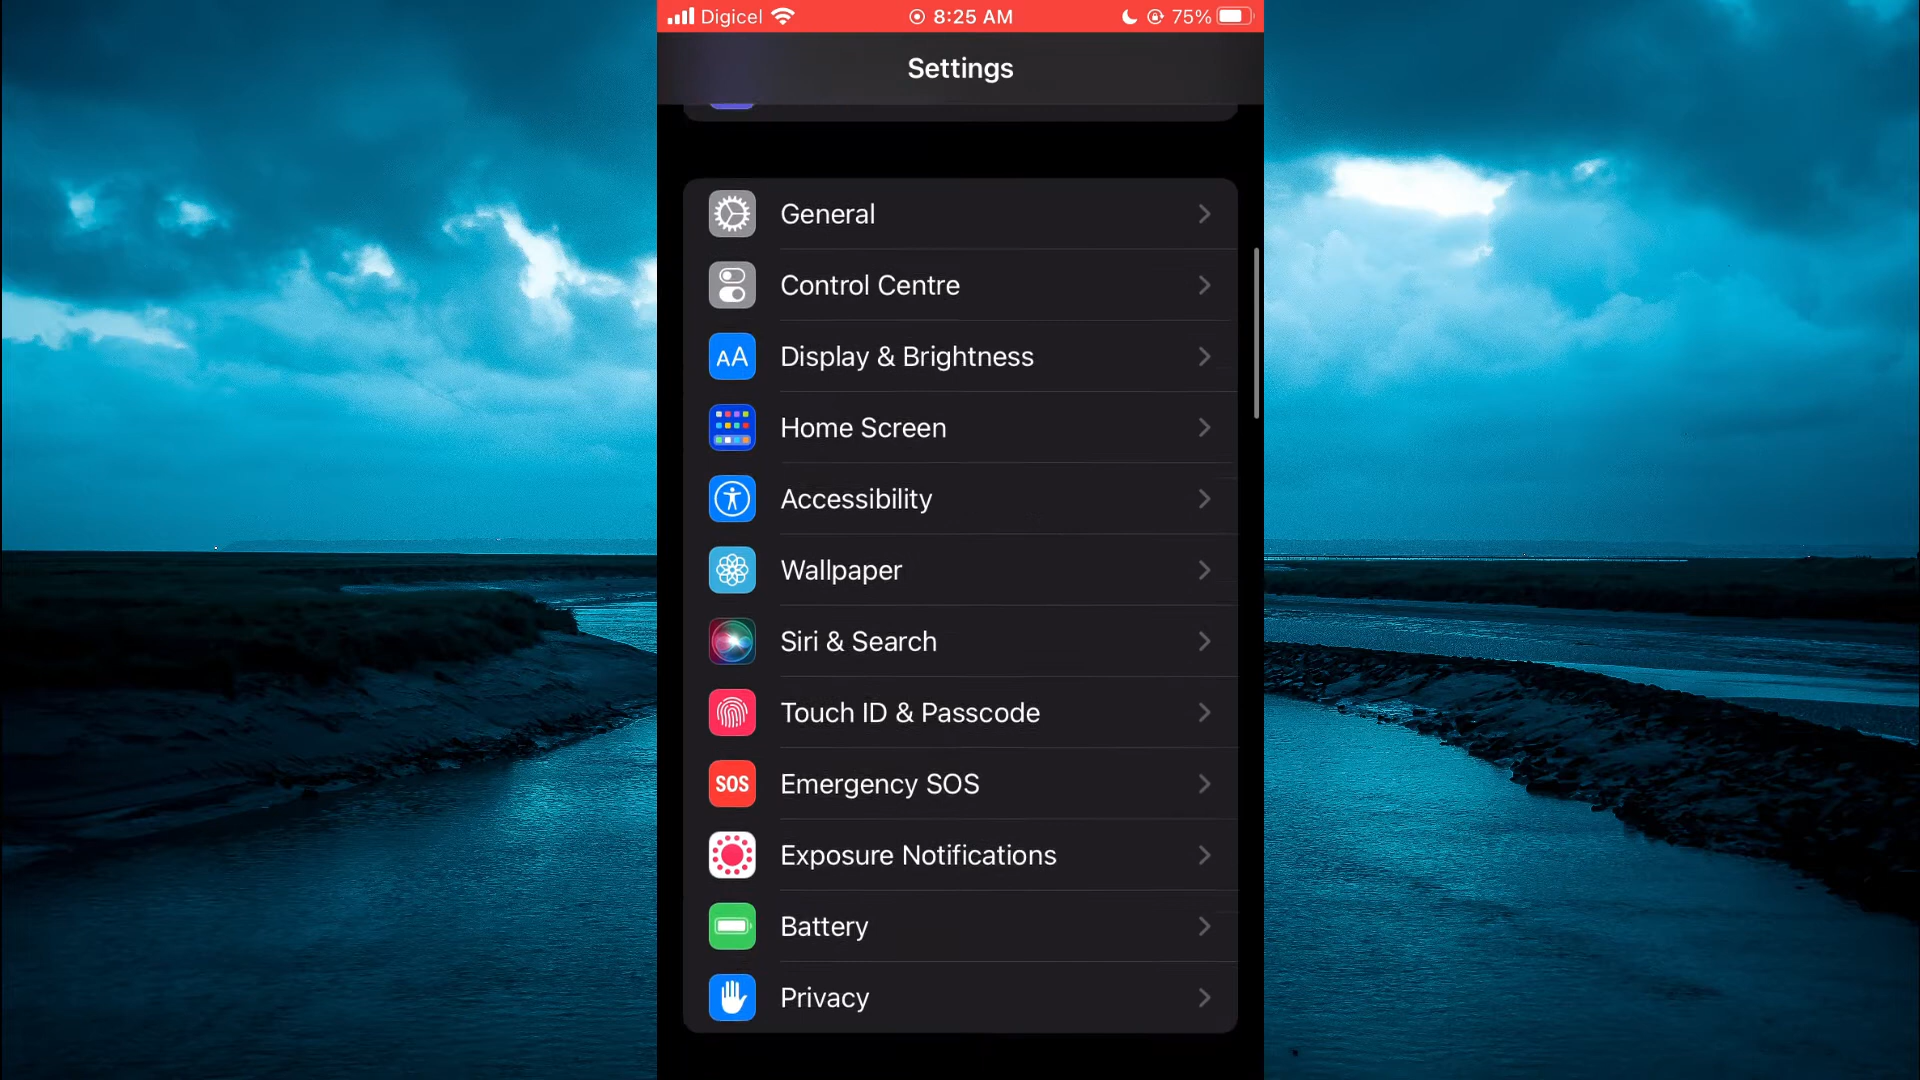 Digicel 8:25 AM 75%
Settings
General
Control Centre
AA Display & Brightness
Home Screen
Accessibility
Wallpaper
Siri & Search
Touch ID & Passcode
SOS Emergency SOS
Exposure Notifications
Battery
Privacy